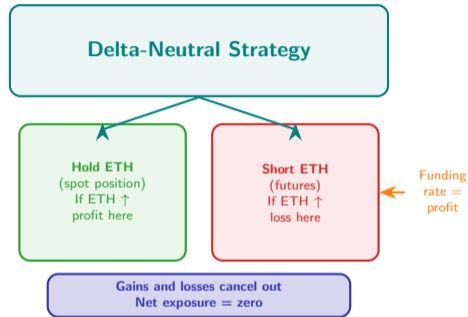 Delta-Neutral Strategy
Hold ETH
(spot position)
If ETH ↑
profit here
Short ETH
(futures)
If ETH ↑
loss here
Funding
rate =
profit
Gains and losses cancel out
Net exposure = zero